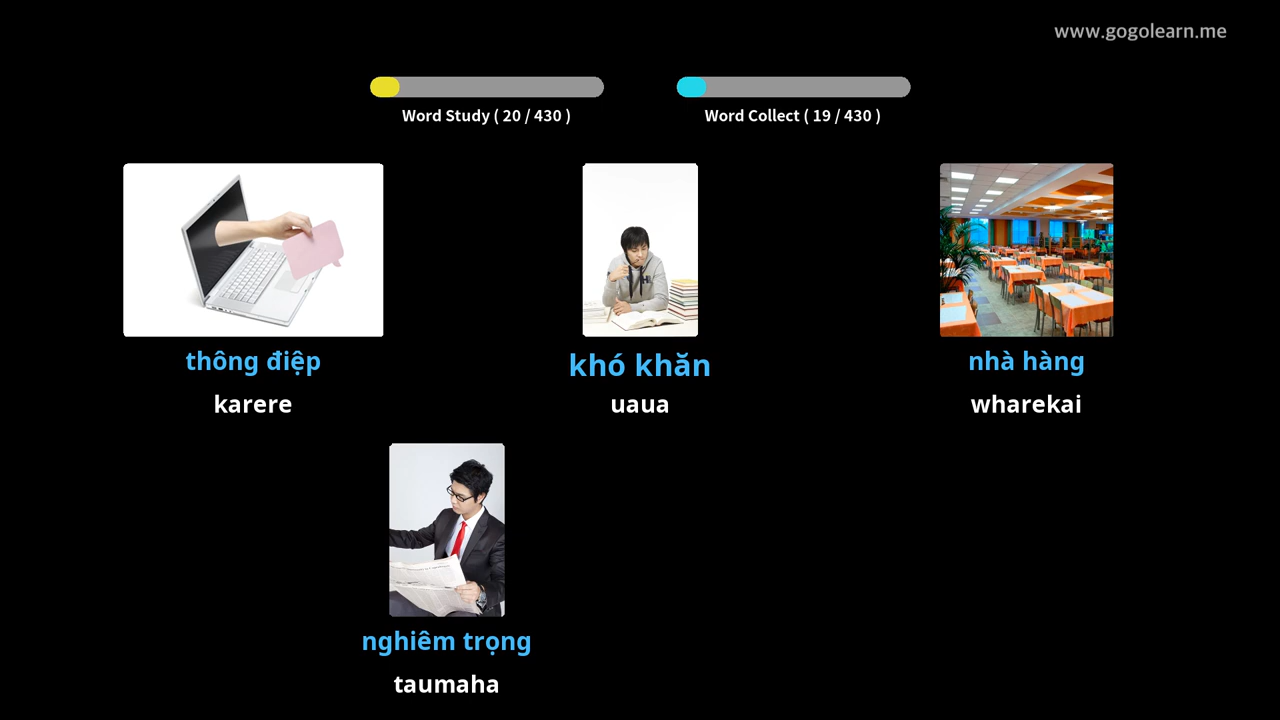 www.gogolearn.me
Word Study ( 20 / 430 )
Word Collect ( 19 / 430 )
thông điệp
karere
khó khăn
uaua
nhà hàng
wharekai
nghiêm trọng
taumaha